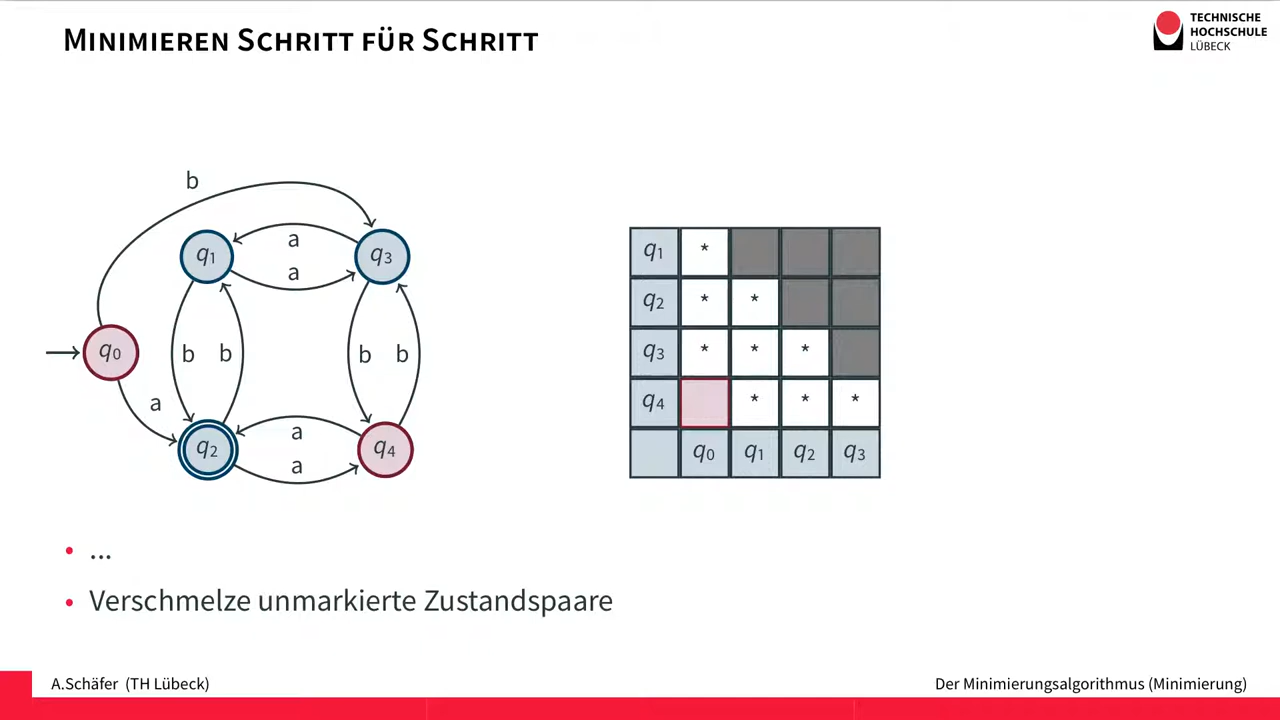 Minimieren Schritt für Schritt
TECHNISCHE
HOCHSCHULE
LÜBECK
b
q1
a
a
q3
q0
b
b
b
b
a
q2
a
a
q4
q1 *
q2 * *
q3 * * *
q4 * * *
q0 q1 q2 q3
• ...
• Verschmelze unmarkierte Zustandspaare
A.Schäfer (TH Lübeck)
Der Minimierungsalgorithmus (Minimierung)